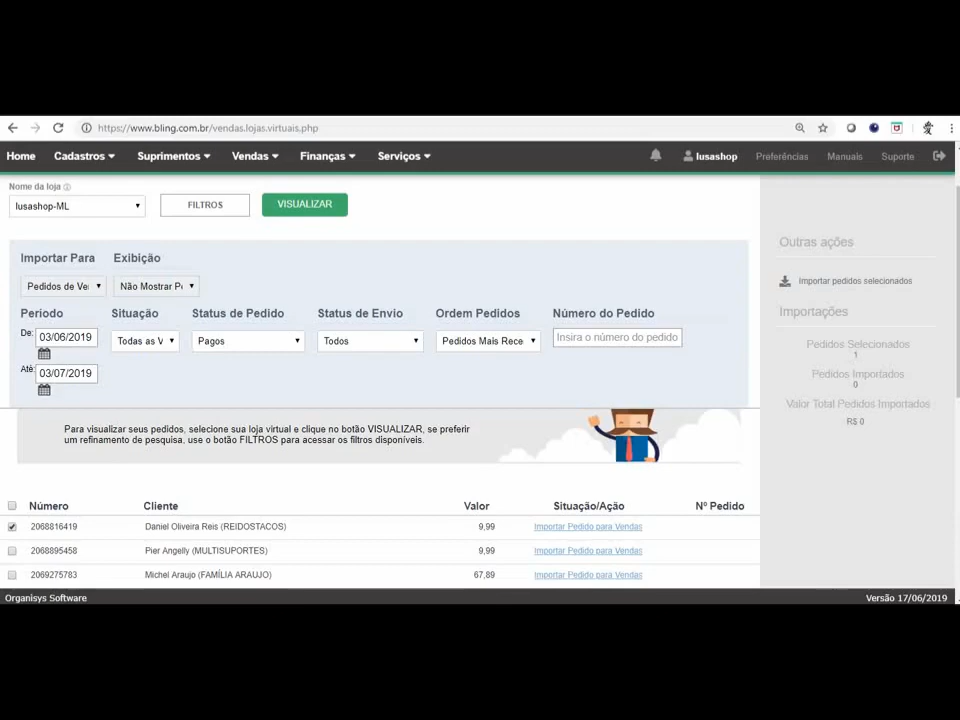 https://www.bling.com.br/vendas.lojas.virtuais.php
Home Cadastros Suprimentos Vendas Finanças Serviços lusashop Preferências Manuais Suporte
Nome da loja
lusashop-ML FILTROS VISUALIZAR
Outras ações
Importar Para Exibição
Importar pedidos selecionados
Pedidos de Ve Não Mostrar P
Período Situação Status de Pedido Status de Envio Ordem Pedidos Número do Pedido
Importações
De: 03/06/2019 Todas as V Pagos Todos Pedidos Mais Rece Insira o número do pedido
Pedidos Selecionados
1
Até: 03/07/2019
Pedidos Importados
0
Valor Total Pedidos Importados
R$ 0
Para visualizar seus pedidos, selecione sua loja virtual e clique no botão VISUALIZAR, se preferir
um refinamento de pesquisa, use o botão FILTROS para acessar os filtros disponíveis.
Número Cliente Valor Situação/Ação Nº Pedido
2068816419 Daniel Oliveira Reis (REIDOSTACOS) 9,99 Importar Pedido para Vendas
2068895458 Pier Angelly (MULTISUPORTES) 9,99 Importar Pedido para Vendas
2069275783 Michel Araujo (FAMÍLIA ARAUJO) 67,89 Importar Pedido para Vendas
Organisys Software Versão 17/06/2019